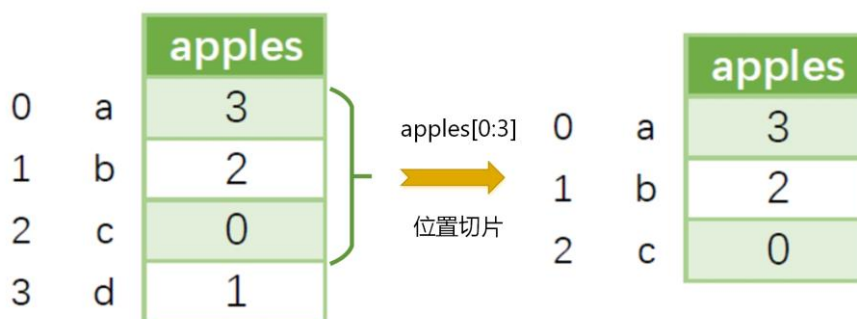 apples
0 a 3
1 b 2
2 c 0
3 d 1
apples[0:3]
位置切片
apples
0 a 3
1 b 2
2 c 0